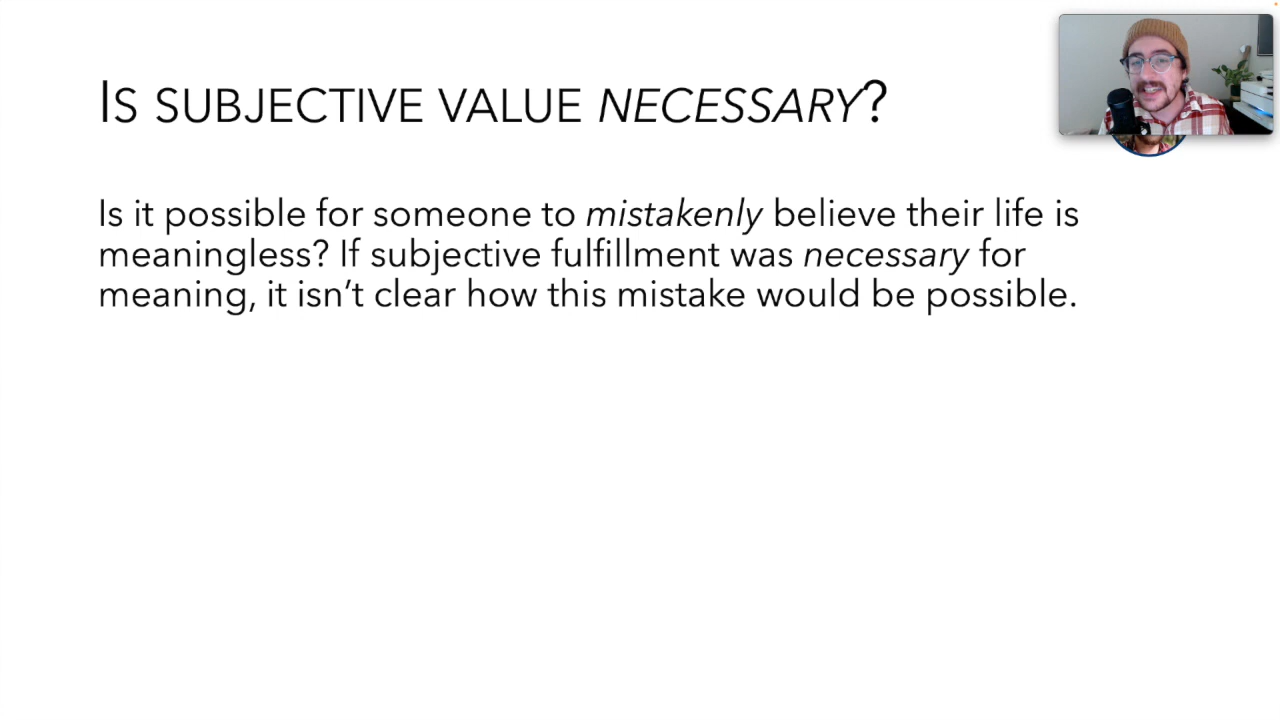 IS SUBJECTIVE VALUE NECESSARY?
Is it possible for someone to mistakenly believe their life is
meaningless? If subjective fulfillment was necessary for
meaning, it isn’t clear how this mistake would be possible.